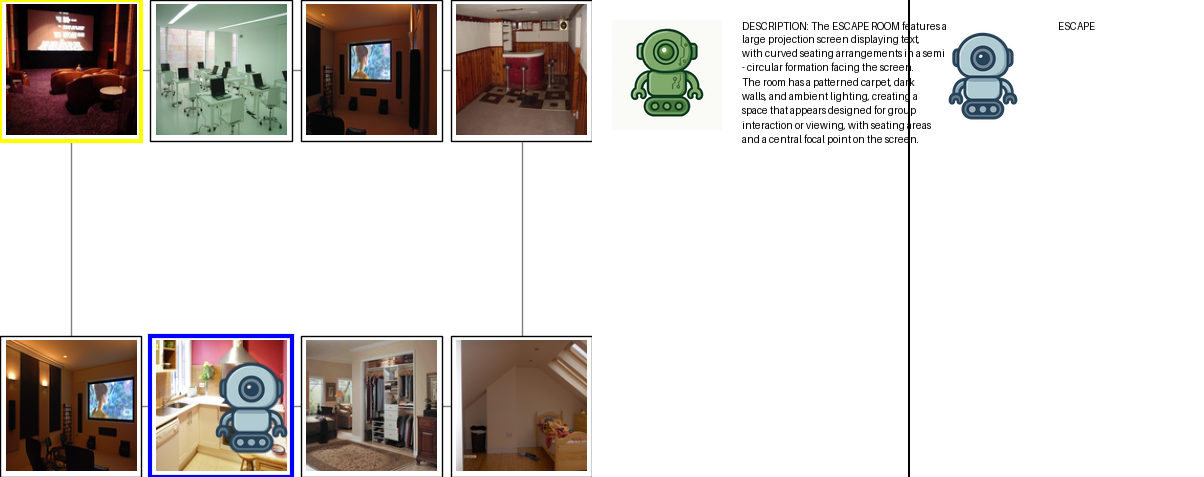 DESCRIPTION: The ESCAPE ROOM features a
large projection screen displaying text,
with curved seating arrangements in a semi
- circular formation facing the screen.
The room has a patterned carpet, dark
walls, and ambient lighting, creating a
space that appears designed for group
interaction or viewing, with seating areas
and a central focal point on the screen.
ESCAPE